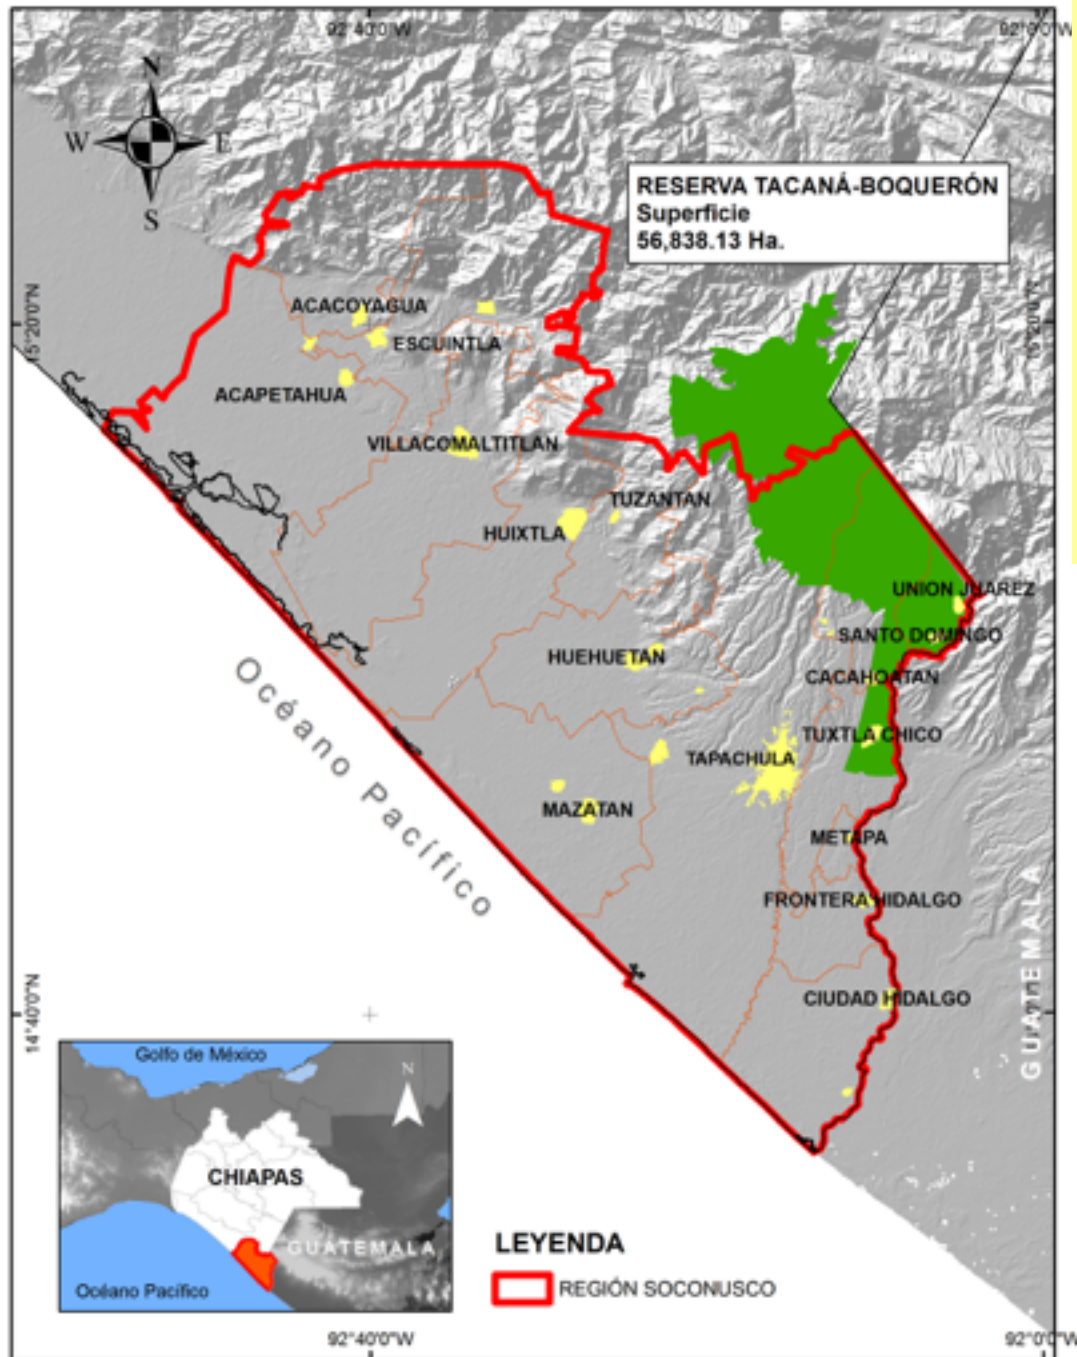 92°40'0"W
92°0'0"W
N
W
E
S
RESERVA TACANÁ-BOQUERÓN
Superficie
56,838.13 Ha.
15°20'0"N
ACACOYAGUA
ESCUINTLA
ACAPETAHUA
VILLACOMALTITLÁN
TUZANTAN
HUIXTLA
UNION JUAREZ
SANTO DOMINGO
HUEHUETAN
CACAHOATAN
TUXTLA CHICO
TAPACHULA
MAZATAN
METAPA
FRONTERA HIDALGO
CIUDAD HIDALGO
Océano Pacífico
GUATEMALA
14°40'0"N
Golfo de México
N
CHIAPAS
GUATEMALA
Océano Pacífico
LEYENDA
REGIÓN SOCONUSCO
92°40'0"W
92°0'0"W